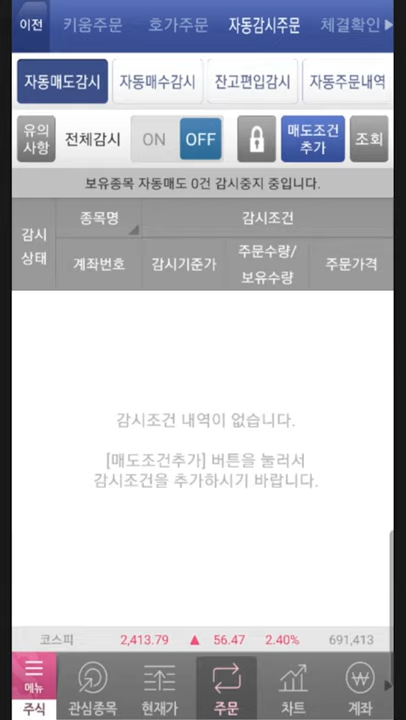 이전 키움주문 호가주문 자동감시주문 체결확인
자동매도감시 자동매수감시 잔고편입감시 자동주문내역
유의
사항
전체감시 ON OFF
매도조건
추가
조회
보유종목 자동매도 0건 감시중지 중입니다.
감시
상태
종목명 감시조건
계좌번호 감시기준가
주문수량/
보유수량
주문가격
감시조건 내역이 없습니다.
[매도조건추가] 버튼을 눌러서
감시조건을 추가하시기 바랍니다.
코스피 2,413.79 ▲ 56.47 2.40% 691,413
메뉴
주식 관심종목 현재가 주문 차트 계좌